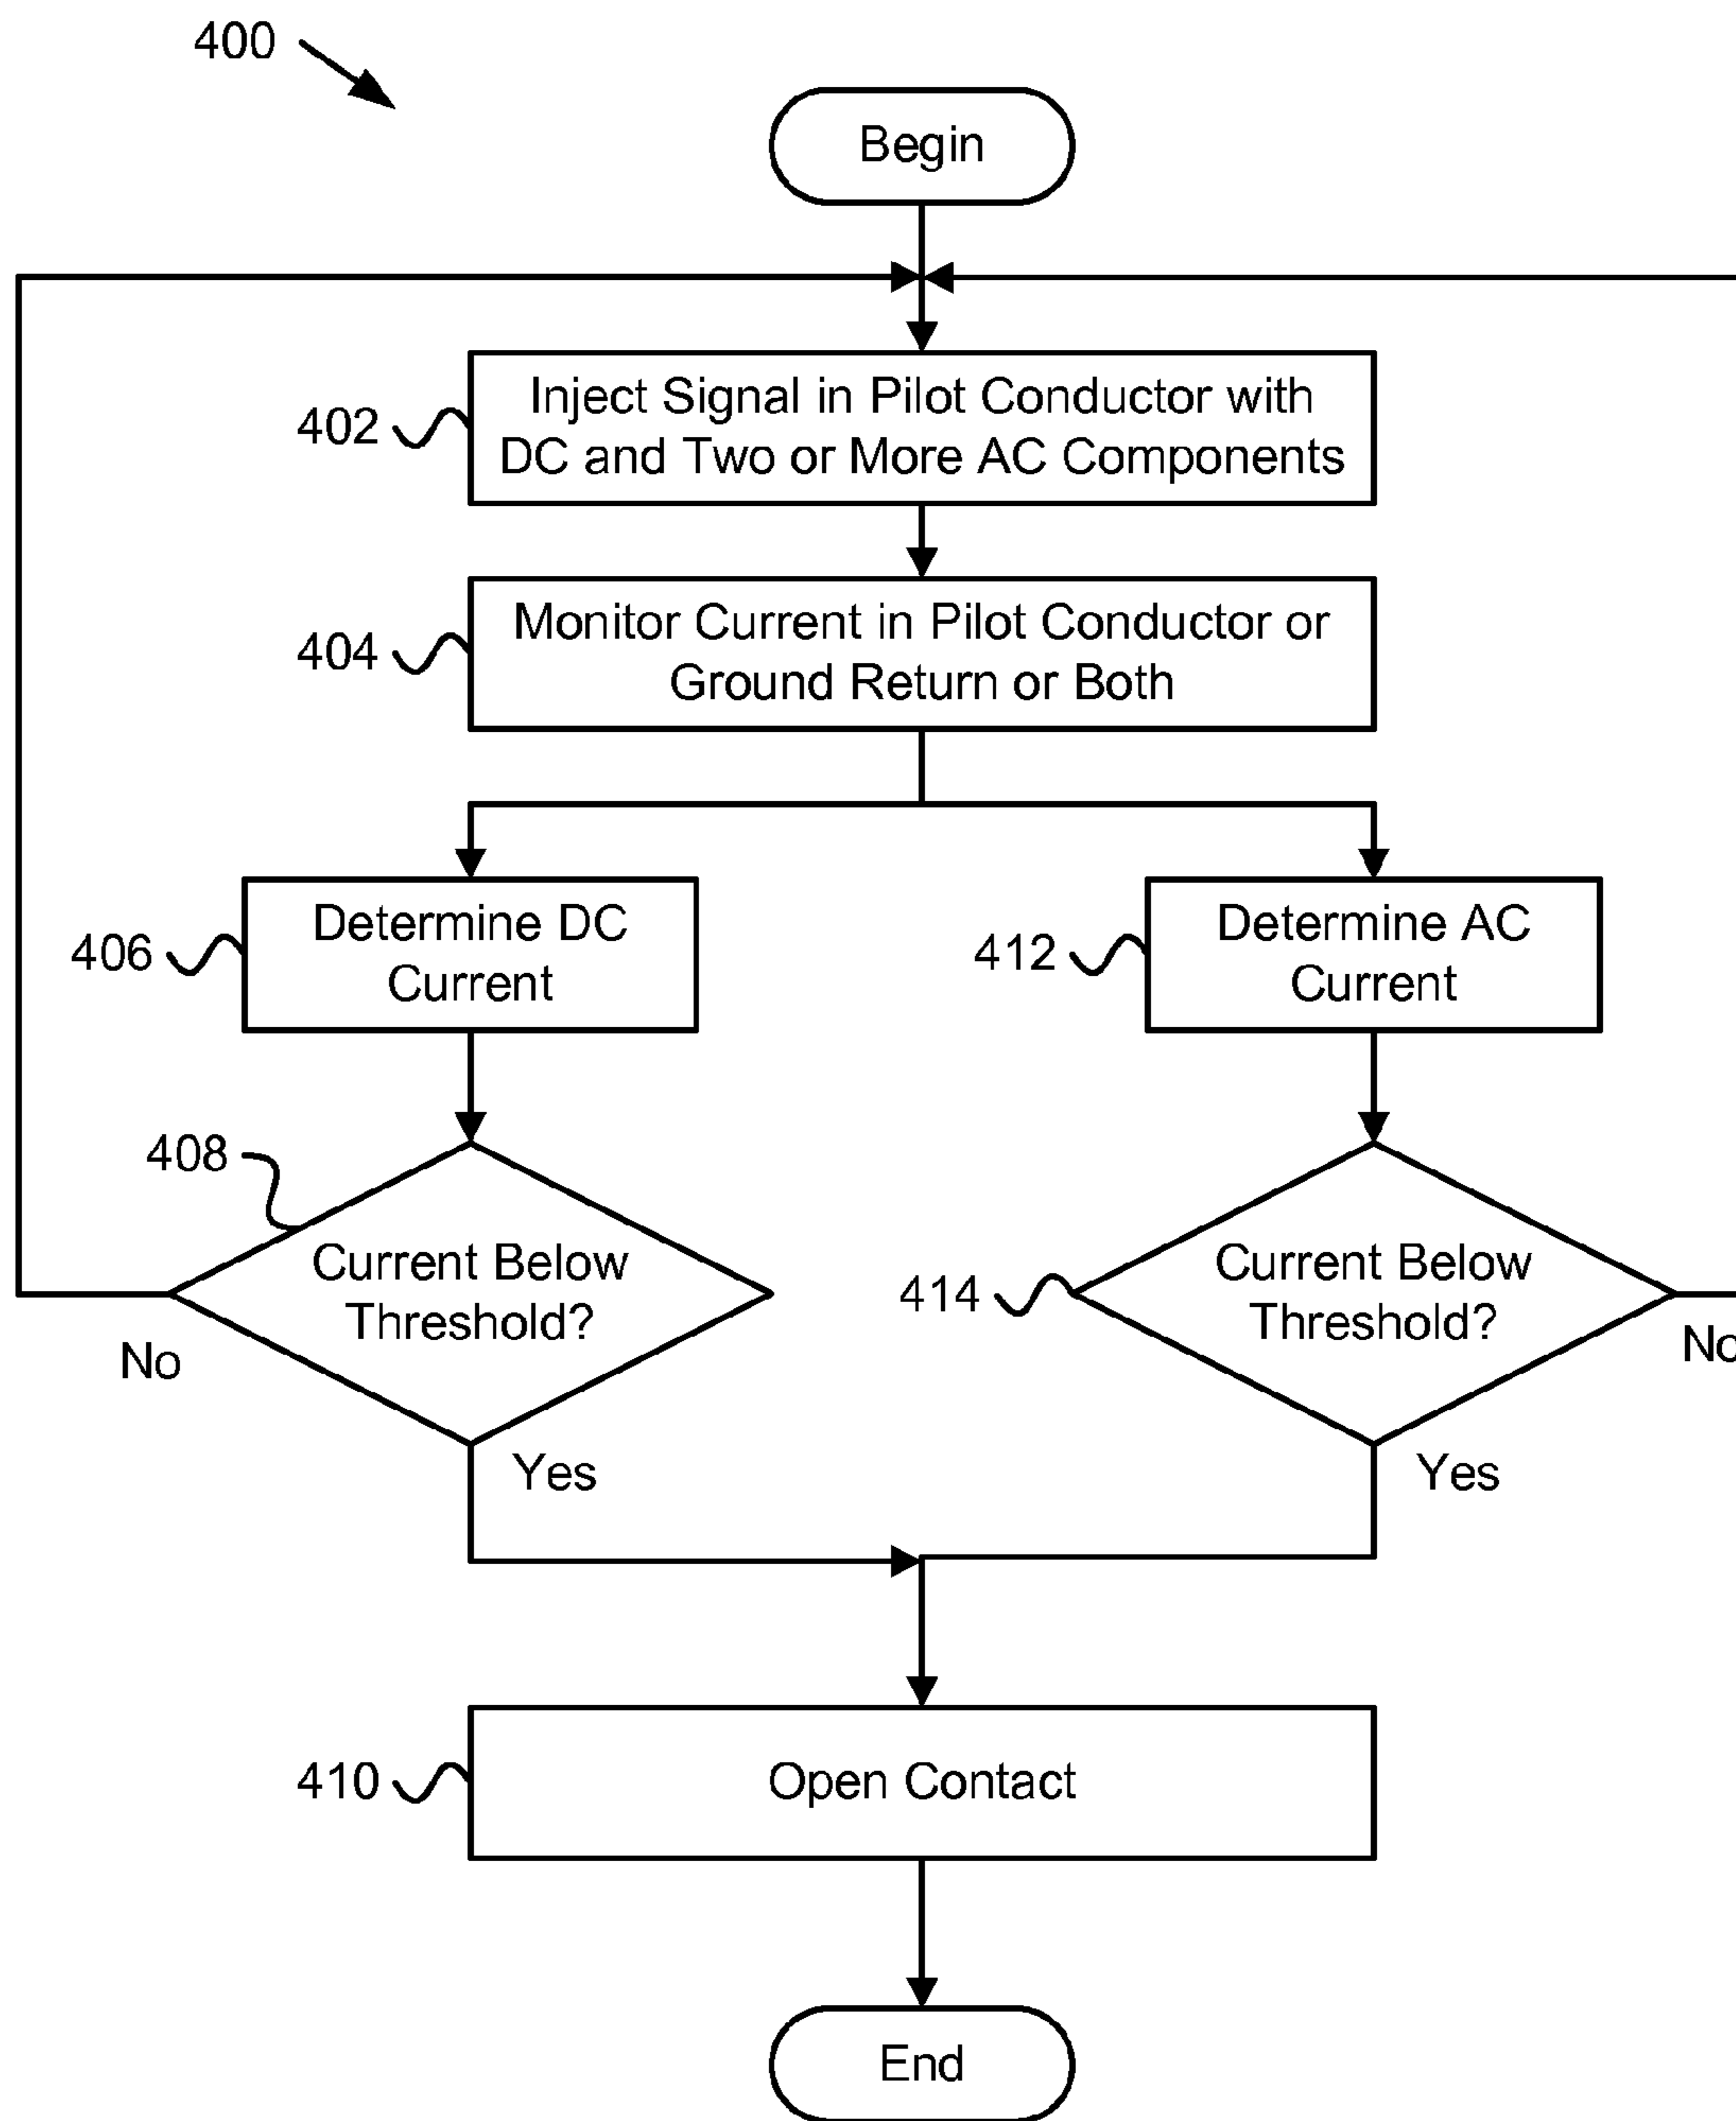 400
Begin
402
Inject Signal in Pilot Conductor with
DC and Two or More AC Components
404
Monitor Current in Pilot Conductor or
Ground Return or Both
406
Determine DC
Current
412
Determine AC
Current
408
Current Below
Threshold?
No
Yes
414
Current Below
Threshold?
No
Yes
410
Open Contact
End